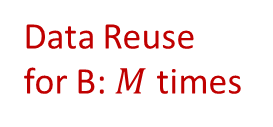 Data Reuse
for B: 𝑀 times